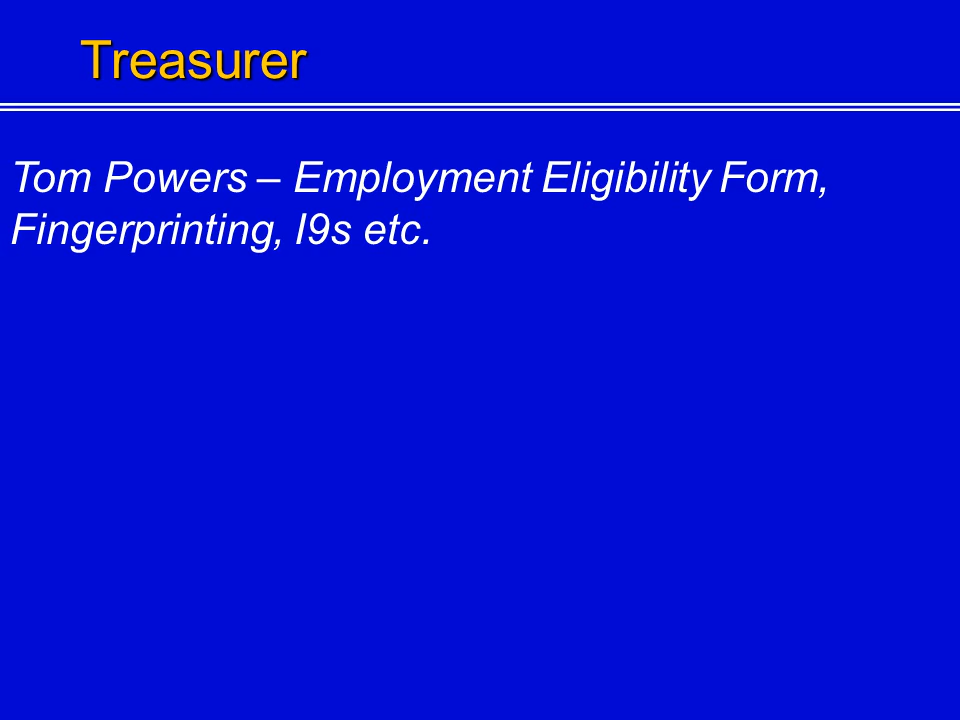 Treasurer
Tom Powers – Employment Eligibility Form,
Fingerprinting, I9s etc.